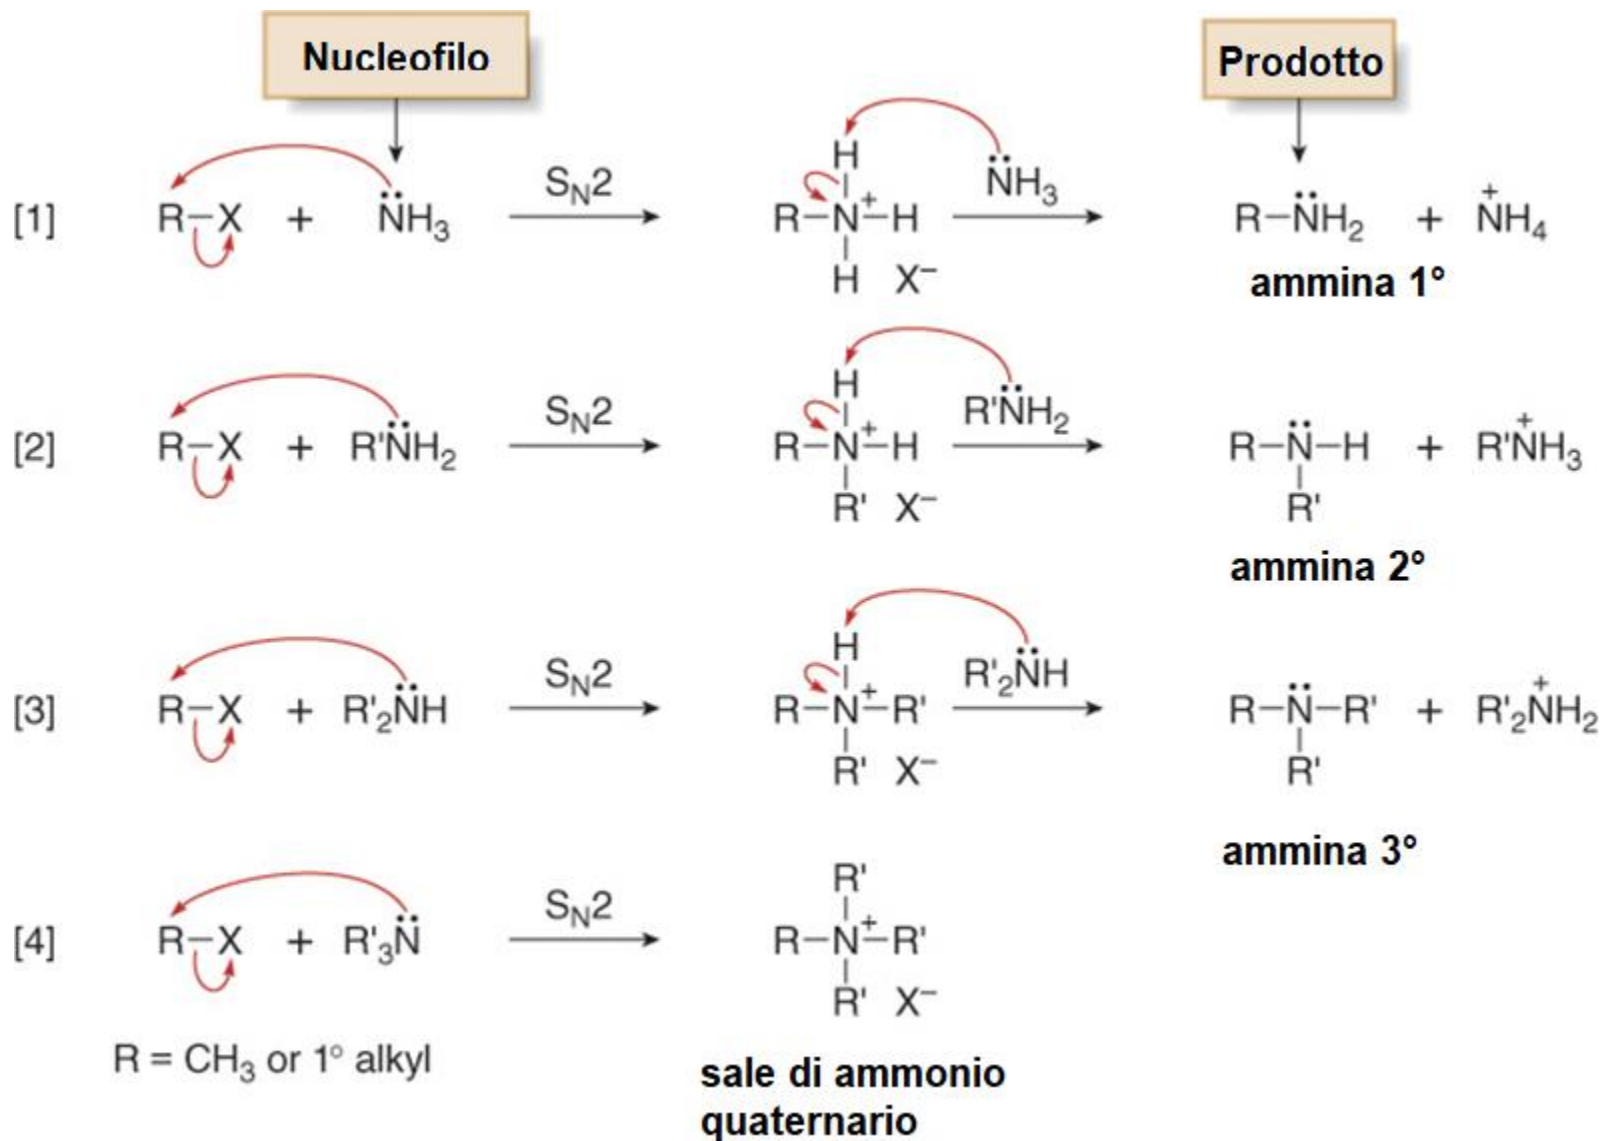 Nucleofilo
Prodotto
[1] R–X + N̈H₃ Sₙ2 H R–N⁺–H H X⁻ N̈H₃ R–N̈H₂ + N⁺H₄
ammina 1°
[2] R–X + R'N̈H₂ Sₙ2 H R–N⁺–H R' X⁻ R'N̈H₂ R–N̈–H R' + R'N⁺H₃
ammina 2°
[3] R–X + R'₂N̈H Sₙ2 H R–N⁺–R' R' X⁻ R'₂N̈H R–N̈–R' R' + R'₂N⁺H₂
ammina 3°
[4] R–X + R'₃N̈ Sₙ2 R' R–N⁺–R' R' X⁻
R = CH₃ or 1° alkyl
sale di ammonio
quaternario